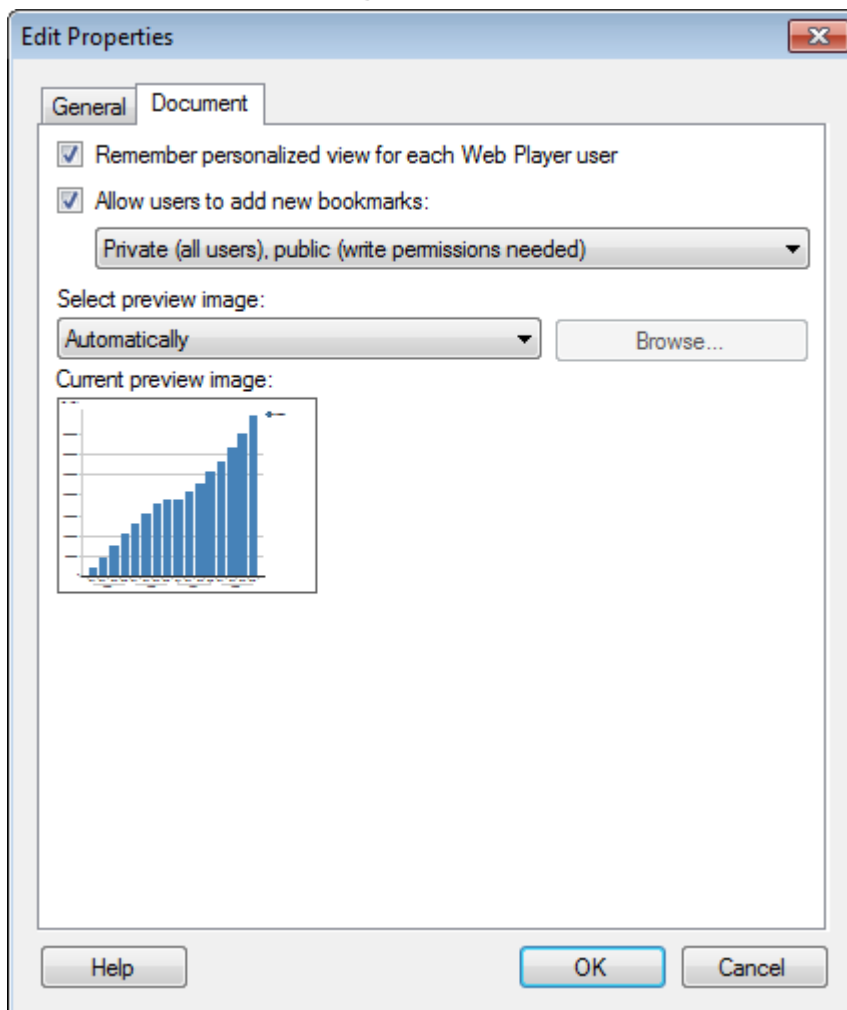 Edit Properties
General
Document
Remember personalized view for each Web Player user
Allow users to add new bookmarks:
Private (all users), public (write permissions needed)
Select preview image:
Automatically
Browse...
Current preview image:
Help
OK
Cancel